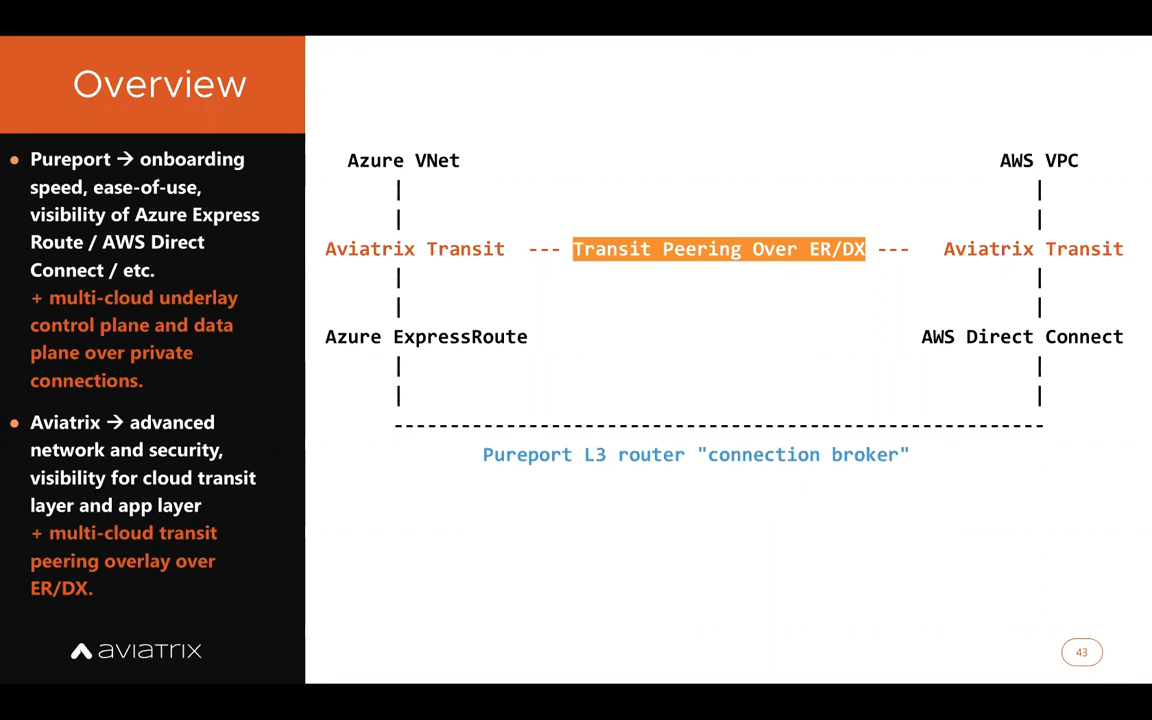 Overview
● Pureport → onboarding
speed, ease-of-use,
visibility of Azure Express
Route / AWS Direct
Connect / etc.
+ multi-cloud underlay
control plane and data
plane over private
connections.
● Aviatrix → advanced
network and security,
visibility for cloud transit
layer and app layer
+ multi-cloud transit
peering overlay over
ER/DX.
aviatrix
Azure VNet AWS VPC
| |
| |
Aviatrix Transit --- Transit Peering Over ER/DX --- Aviatrix Transit
| |
| |
Azure ExpressRoute AWS Direct Connect
| |
| |
----------------------------------------------------------
Pureport L3 router "connection broker"
43